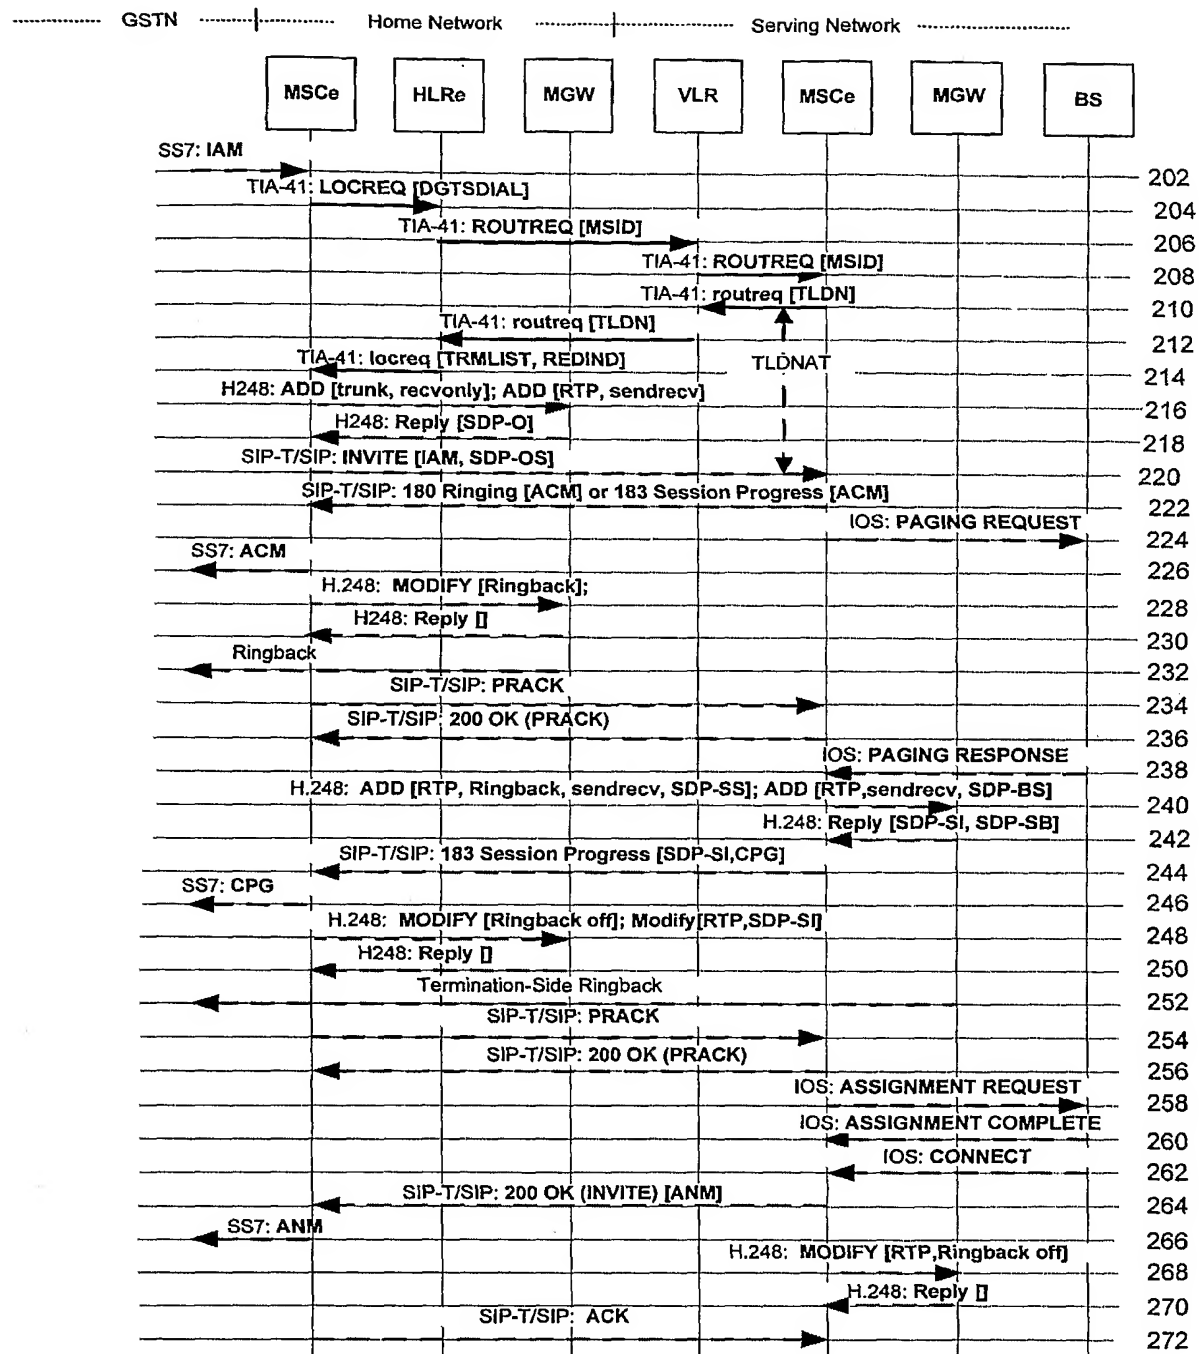 GSTN Home Network Serving Network
MSCe HLRe MGW VLR MSCe MGW BS
SS7: IAM
202
TIA-41: LOCREQ [DGTSDIAL]
204
TIA-41: ROUTREQ [MSID]
206
TIA-41: ROUTREQ [MSID]
208
TIA-41: routreq [TLDN]
210
TIA-41: routreq [TLDN]
212
TIA-41: locreq [TRMLIST, REDIND]
TLDNAT
214
H248: ADD [trunk, recvonly]; ADD [RTP, sendrecv]
216
H248: Reply [SDP-O]
218
SIP-T/SIP: INVITE [IAM, SDP-OS]
220
SIP-T/SIP: 180 Ringing [ACM] or 183 Session Progress [ACM]
222
IOS: PAGING REQUEST
224
SS7: ACM
226
H.248: MODIFY [Ringback];
228
H248: Reply []
230
Ringback
232
SIP-T/SIP: PRACK
234
SIP-T/SIP: 200 OK (PRACK)
236
IOS: PAGING RESPONSE
238
H.248: ADD [RTP, Ringback, sendrecv, SDP-SS]; ADD [RTP,sendrecv, SDP-BS]
240
H.248: Reply [SDP-SI, SDP-SB]
242
SIP-T/SIP: 183 Session Progress [SDP-SI,CPG]
244
SS7: CPG
246
H.248: MODIFY [Ringback off]; Modify[RTP,SDP-SI]
248
H248: Reply []
250
Termination-Side Ringback
252
SIP-T/SIP: PRACK
254
SIP-T/SIP: 200 OK (PRACK)
256
IOS: ASSIGNMENT REQUEST
258
IOS: ASSIGNMENT COMPLETE
260
IOS: CONNECT
262
SIP-T/SIP: 200 OK (INVITE) [ANM]
264
SS7: ANM
266
H.248: MODIFY [RTP,Ringback off]
268
H.248: Reply []
270
SIP-T/SIP: ACK
272